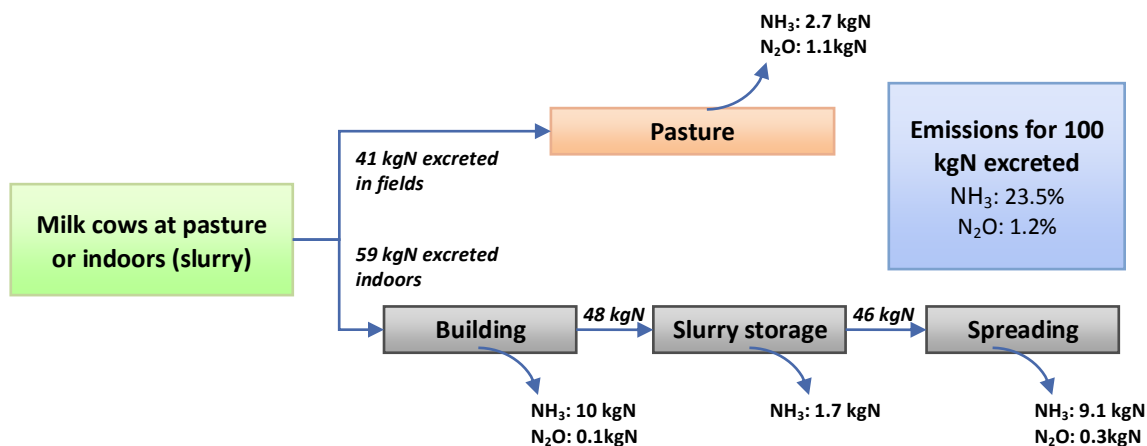 NH₃: 2.7 kgN
N₂O: 1.1kgN
Pasture
41 kgN excreted
in fields
Emissions for 100
kgN excreted
NH₃: 23.5%
N₂O: 1.2%
Milk cows at pasture
or indoors (slurry)
59 kgN excreted
indoors
Building
48 kgN
Slurry storage
46 kgN
Spreading
NH₃: 10 kgN
N₂O: 0.1kgN
NH₃: 1.7 kgN
NH₃: 9.1 kgN
N₂O: 0.3kgN